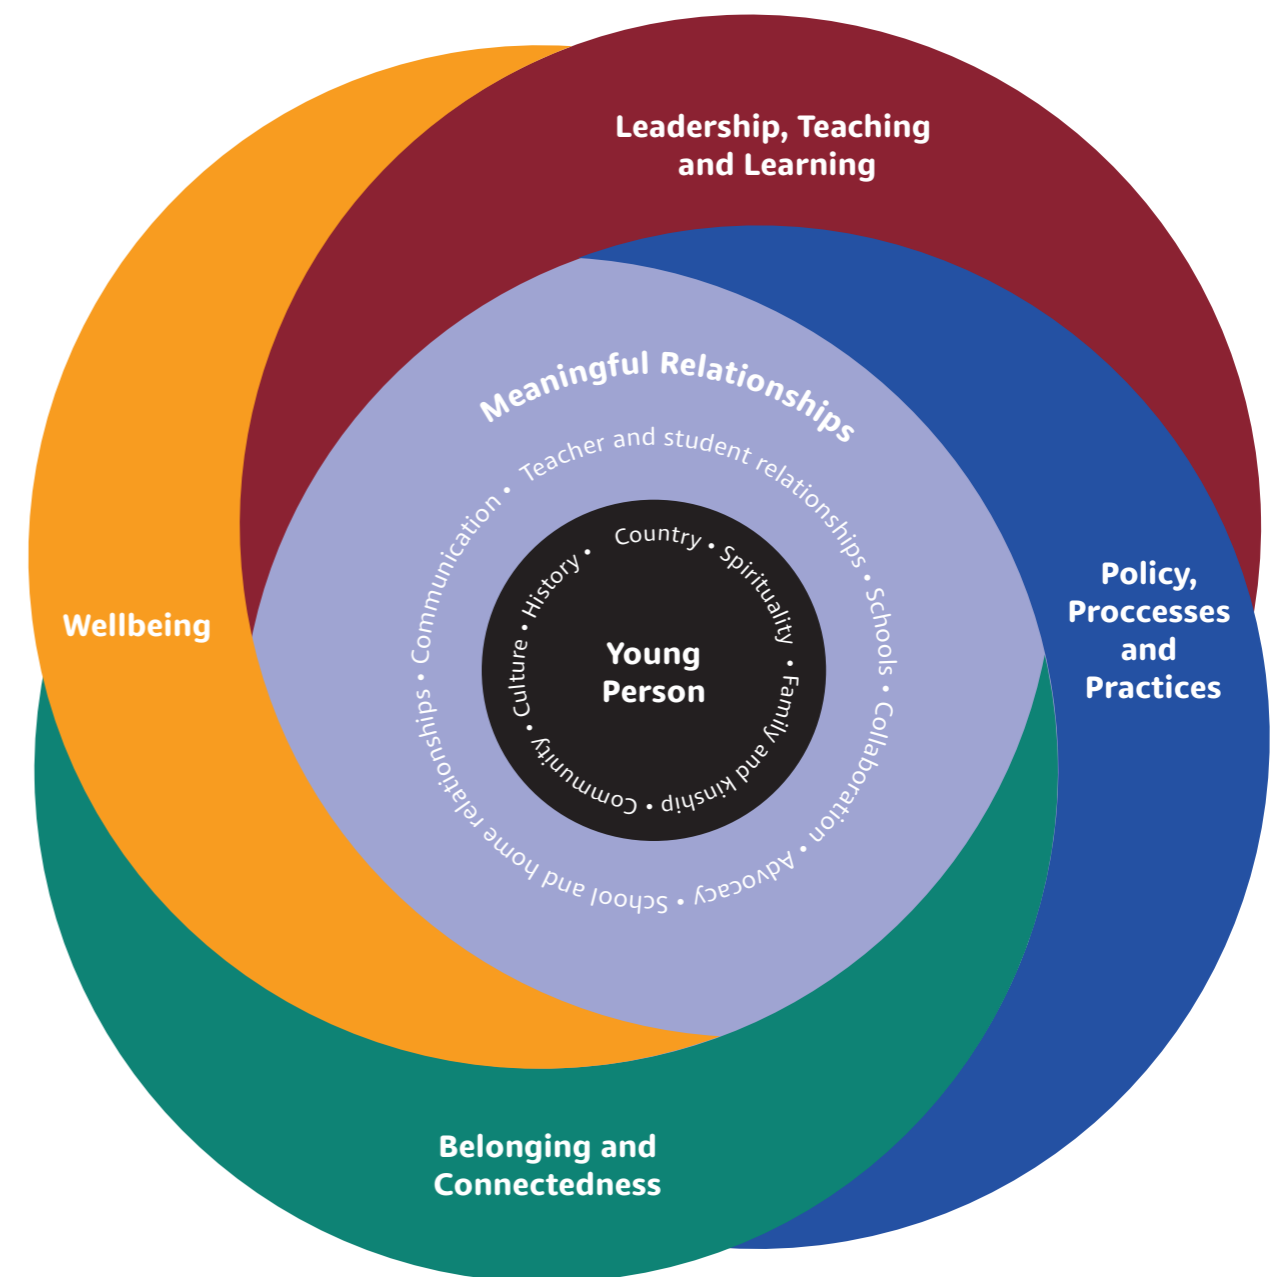 Leadership, Teaching
and Learning
Meaningful Relationships
Teacher and student relationships • Schools • Collaboration • Advocacy • School and home relationships • Communication •
Country • Spirituality • Family and kinship • Community • Culture • History •
Young
Person
Wellbeing
Policy,
Proccesses
and
Practices
Belonging and
Connectedness